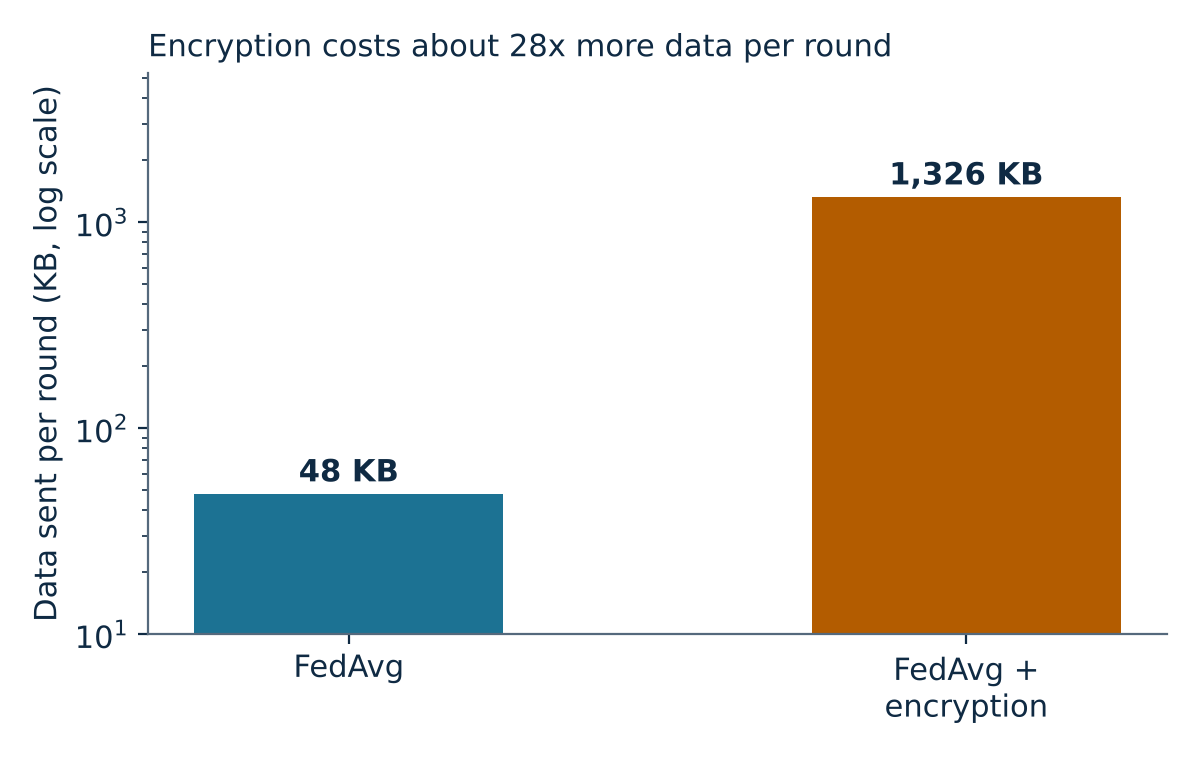 Encryption costs about 28x more data per round
Data sent per round (KB, log scale)
10³
10²
10¹
1,326 KB
48 KB
FedAvg
FedAvg +
encryption